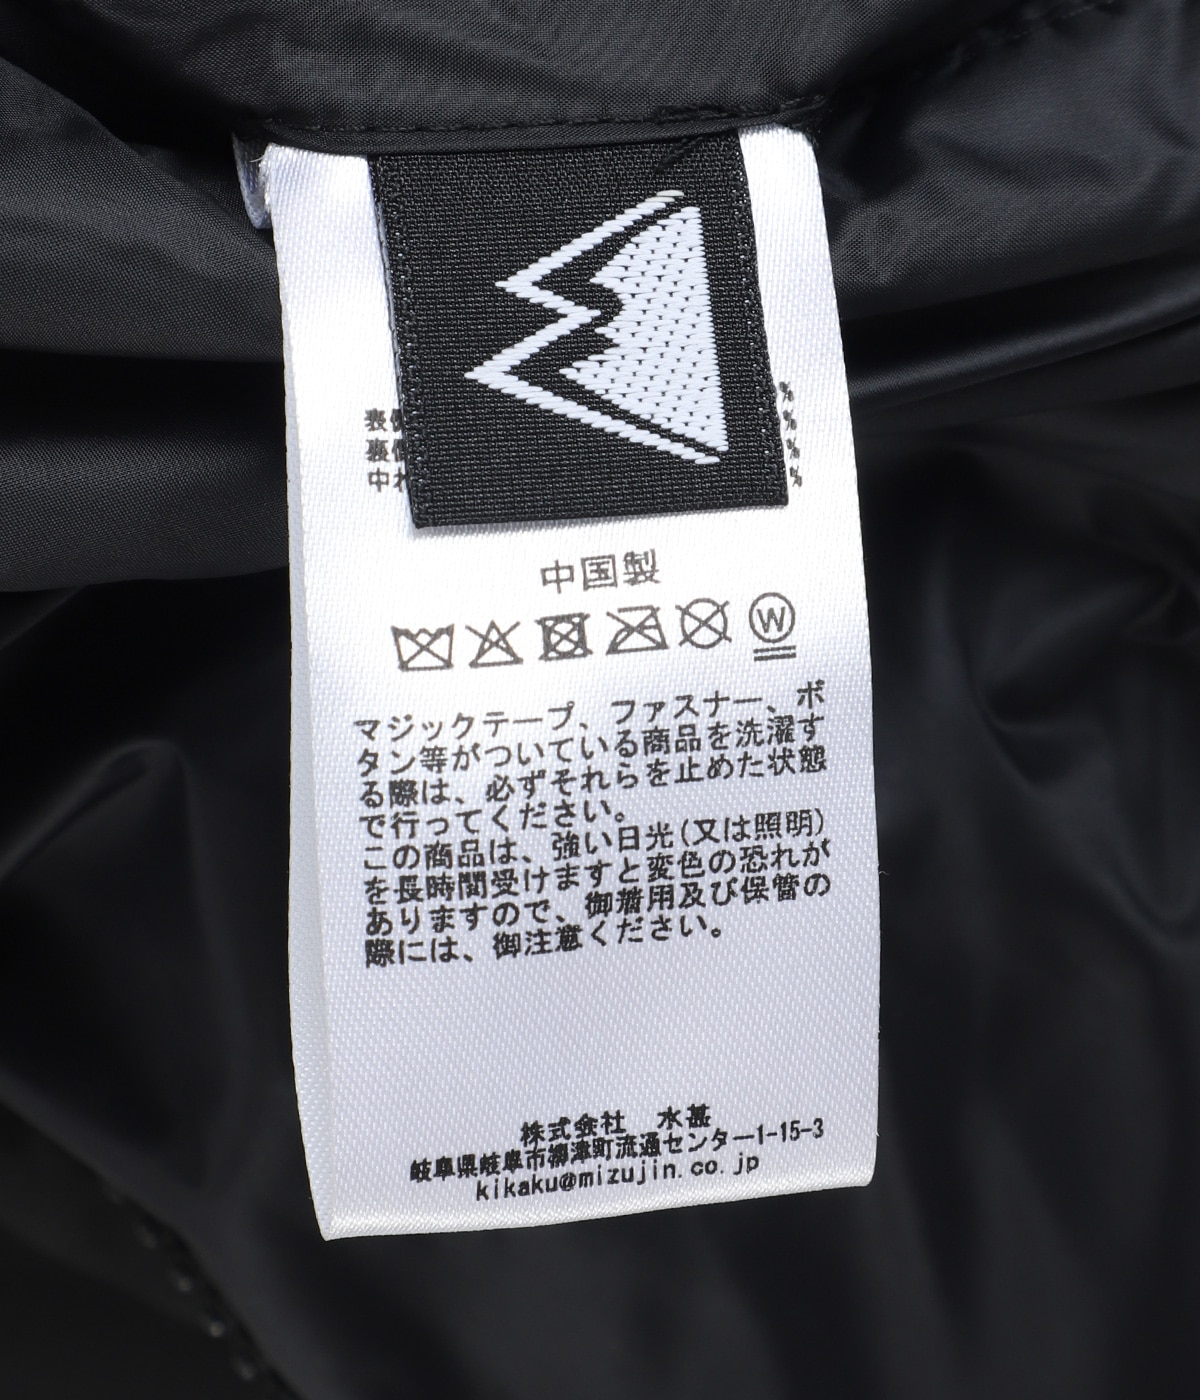 表
裏
中わ
%
%
%
%
中国製
W
マジックテープ、ファスナー、ボ
タン等がついている商品を洗濯す
る際は、必ずそれらを止めた状態
で行ってください。
この商品は、強い日光(又は照明)
を長時間受けますと変色の恐れが
ありますので、御着用及び保管の
際には、御注意ください。
株式会社　水甚
岐阜県岐阜市柳津町流通センター1-15-3
kikaku@mizujin.co.jp